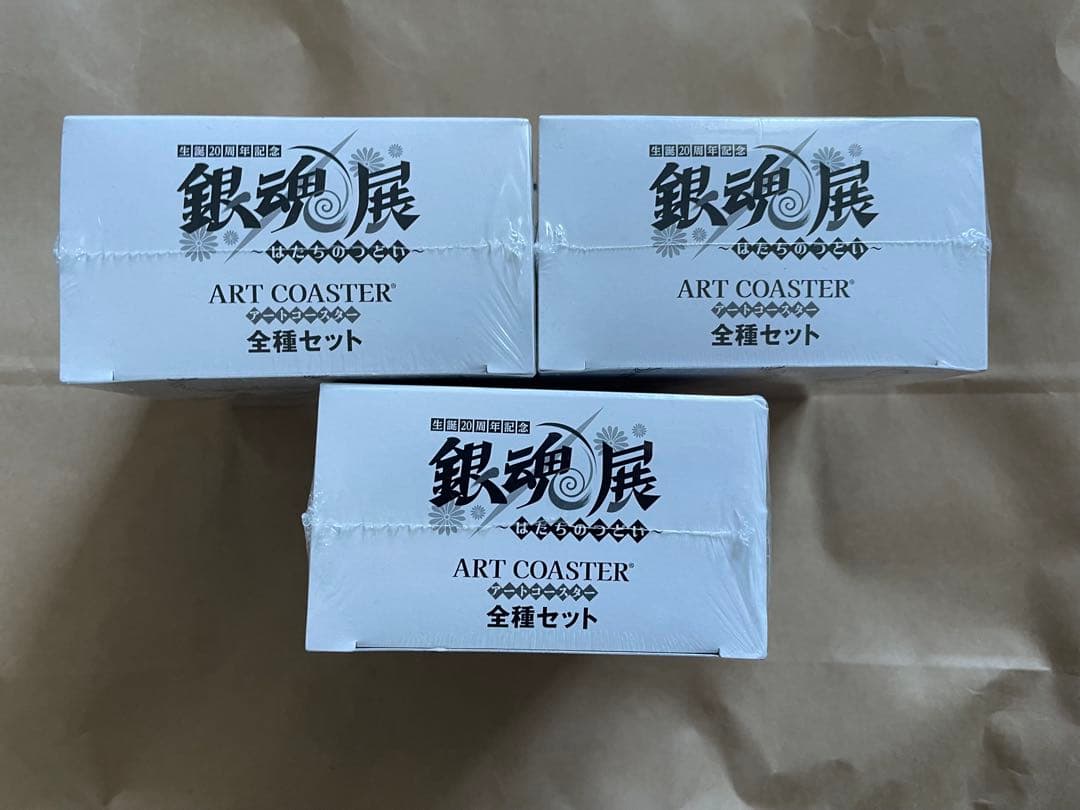 生誕20周年記念
銀魂展
～はたちのつどい～
ART COASTER®
アートコースター
全種セット
生誕20周年記念
銀魂展
～はたちのつどい～
ART COASTER®
アートコースター
全種セット
生誕20周年記念
銀魂展
～はたちのつどい～
ART COASTER®
アートコースター
全種セット